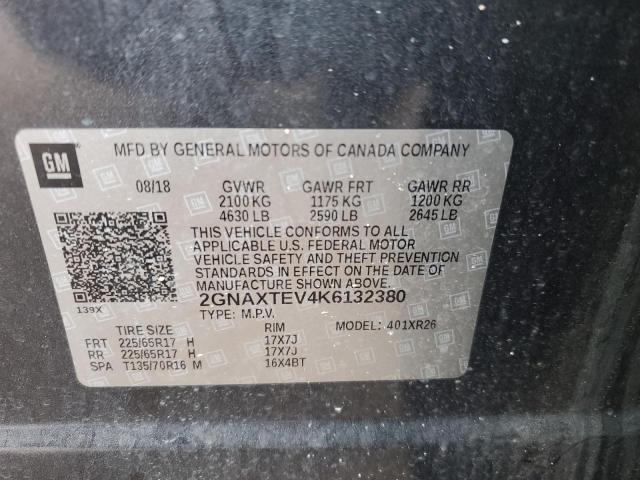 GM
MFD BY GENERAL MOTORS OF CANADA COMPANY
08/18 GVWR GAWR FRT GAWR RR
2100 KG 1175 KG 1200 KG
4630 LB 2590 LB 2645 LB
THIS VEHICLE CONFORMS TO ALL
APPLICABLE U.S. FEDERAL MOTOR
VEHICLE SAFETY AND THEFT PREVENTION
STANDARDS IN EFFECT ON THE DATE OF
MANUFACTURE SHOWN ABOVE.
139X 2GNAXTEV4K6132380
TYPE: M.P.V.
TIRE SIZE RIM MODEL: 401XR26
FRT 225/65R17 H 17X7J
RR 225/65R17 H 17X7J
SPA T135/70R16 M 16X4BT